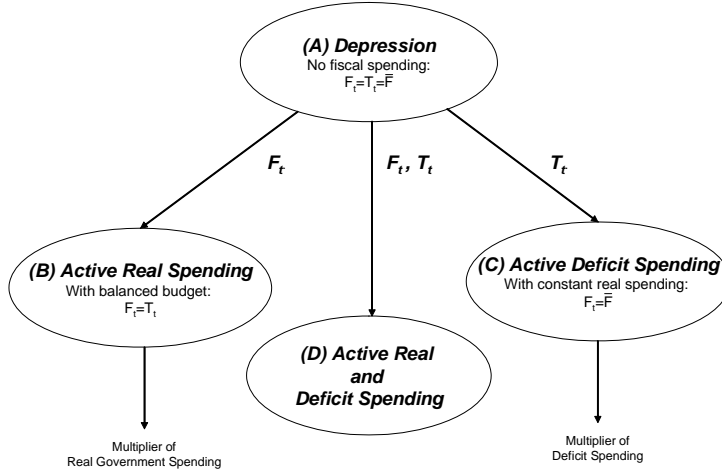 (A) Depression
No fiscal spending:
Fₜ=Tₜ=F̅
Fₜ
Fₜ, Tₜ
Tₜ
(B) Active Real Spending
With balanced budget:
Fₜ=Tₜ
(C) Active Deficit Spending
With constant real spending:
Fₜ=F̅
(D) Active Real
and
Deficit Spending
Multiplier of
Real Government Spending
Multiplier of
Deficit Spending